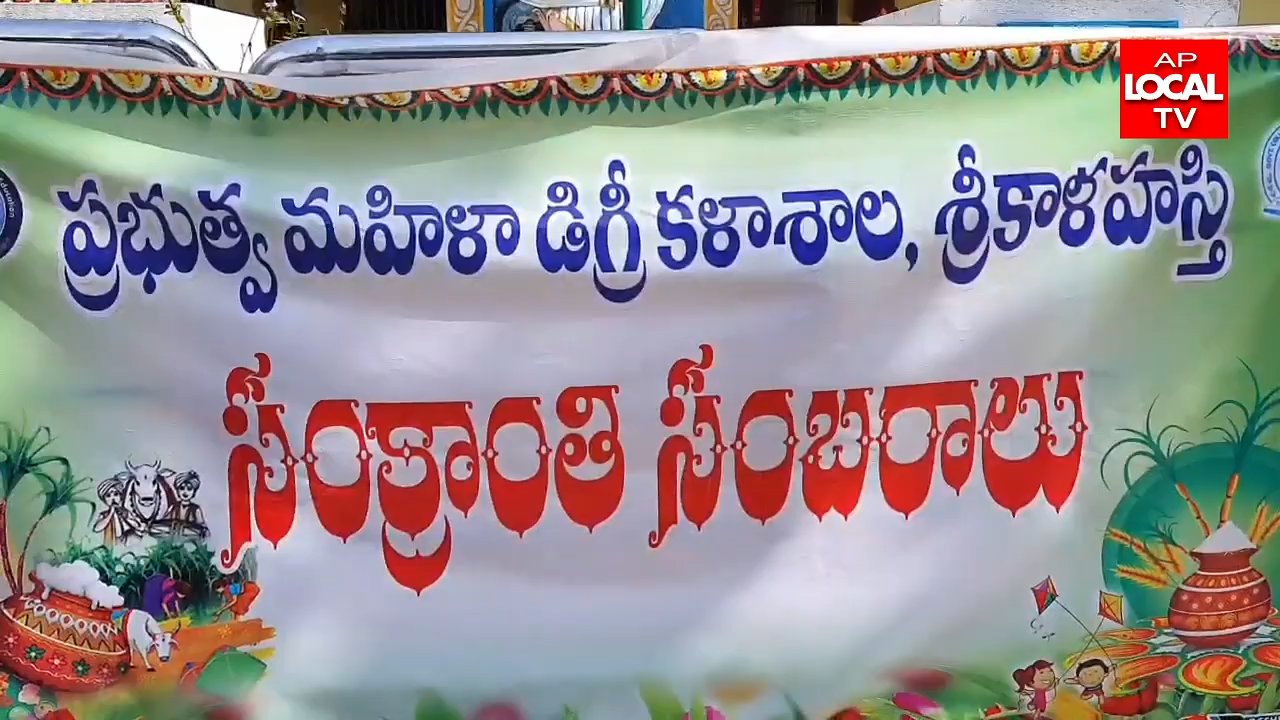 AP
LOCAL
TV
ప్రభుత్వ మహిళా డిగ్రీ కళాశాల, శ్రీకాళహస్తి
సంక్రాంతి సంబరాలు